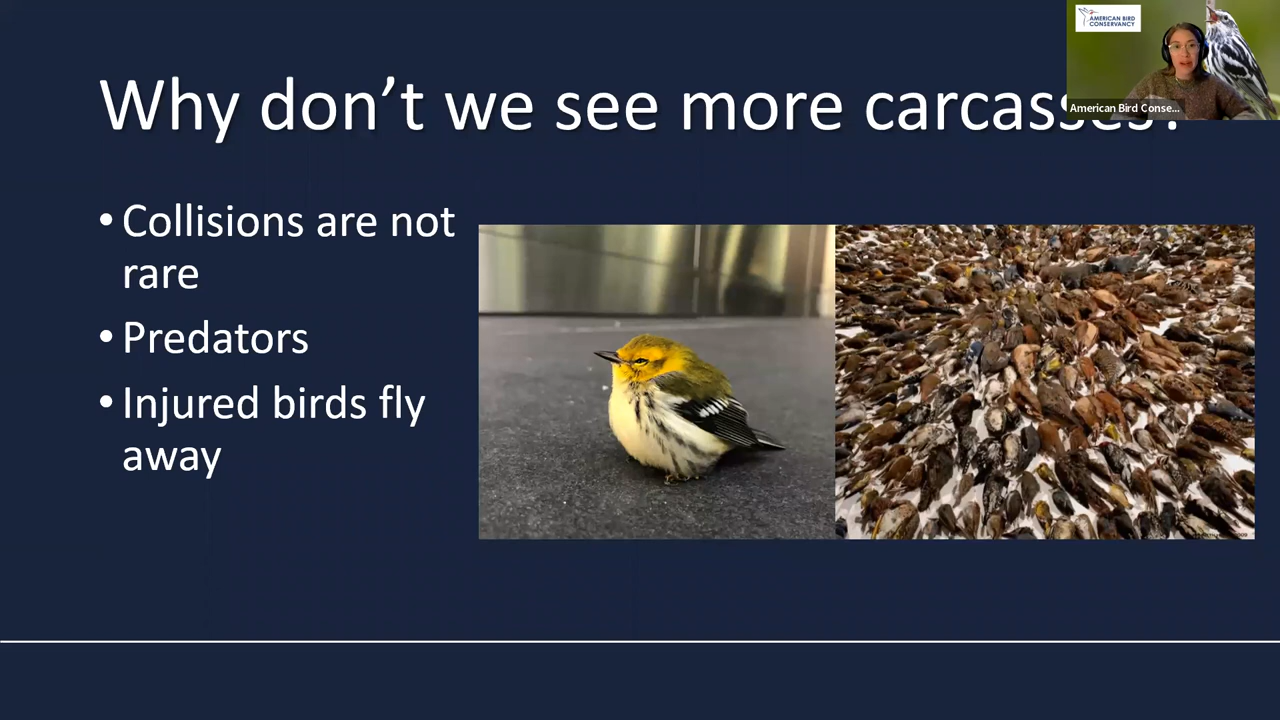 AMERICAN BIRD
CONSERVANCY
American Bird Conse...
Why don’t we see more carcasses?
• Collisions are not
rare
• Predators
• Injured birds fly
away